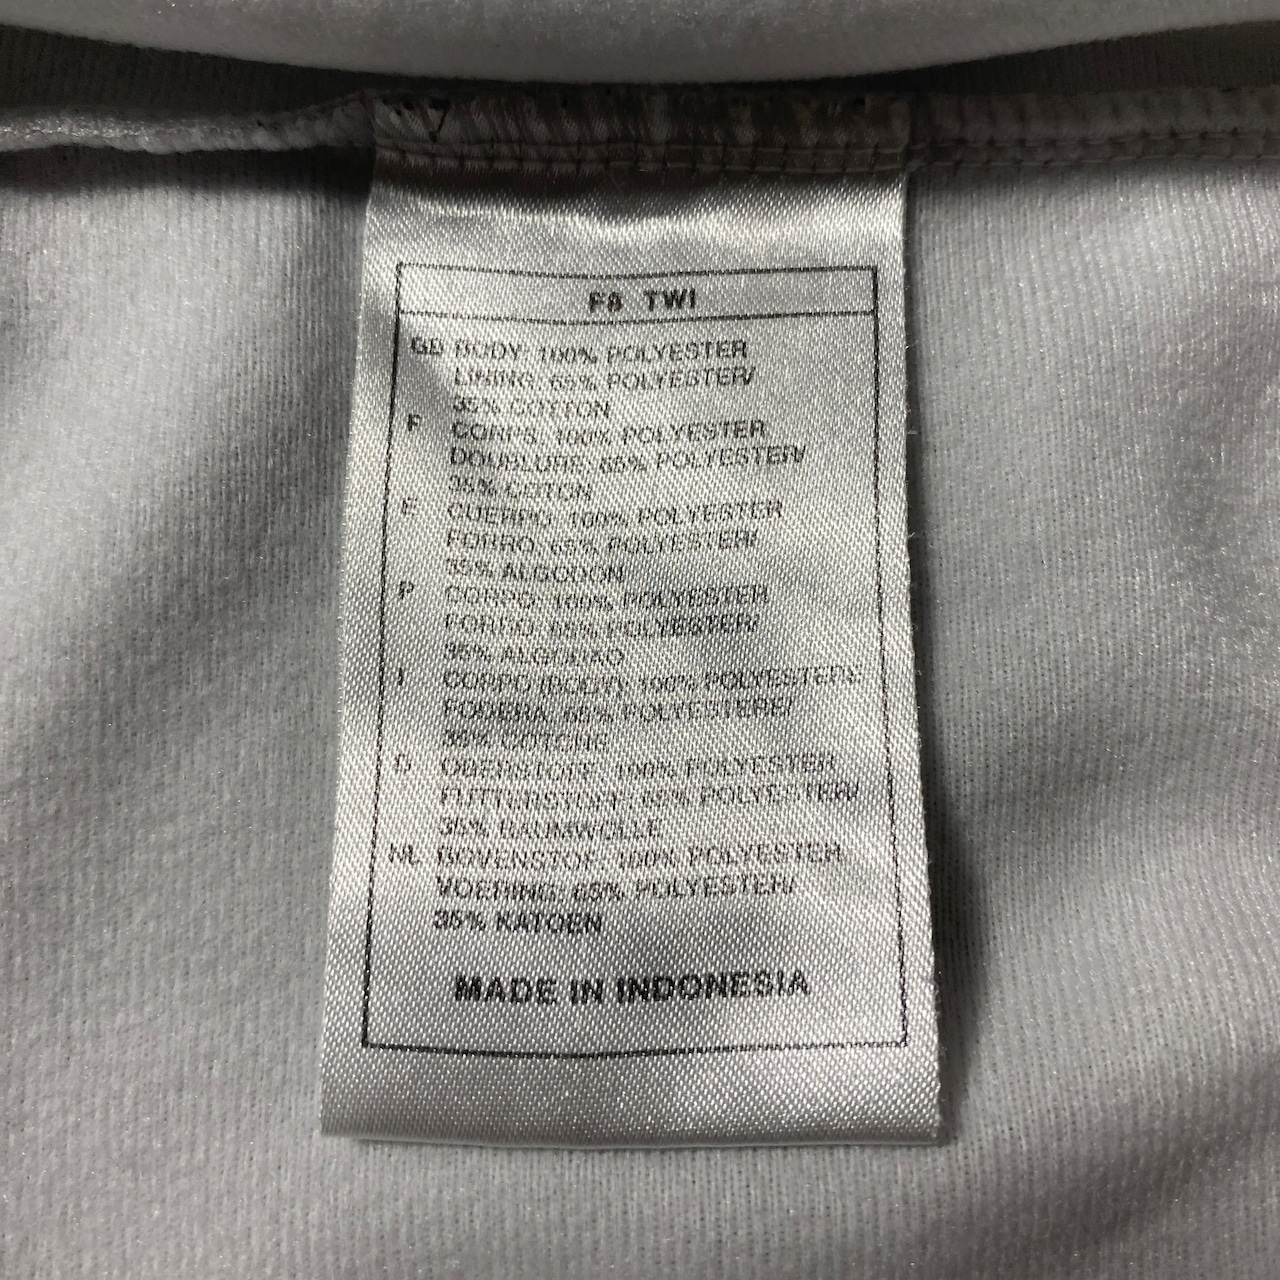 F8 TWI
GB BODY: 100% POLYESTER
LINING: 65% POLYESTER/
35% COTTON
F CORPS: 100% POLYESTER
DOUBLURE: 65% POLYESTER/
35% COTON
E CUERPO: 100% POLYESTER
FORRO: 65% POLYESTER/
35% ALGODON
P CORPO: 100% POLYESTER
FORRO: 65% POLYESTER/
35% ALGODAO
I CORPO (BODY): 100% POLYESTERE
FODERA: 65% POLYESTERE/
35% COTONE
D OBERSTOFF: 100% POLYESTER
FUTTERSTOFF: 65% POLYESTER/
35% BAUMWOLLE
NL BOVENSTOF: 100% POLYESTER
VOERING: 65% POLYESTER/
35% KATOEN
MADE IN INDONESIA